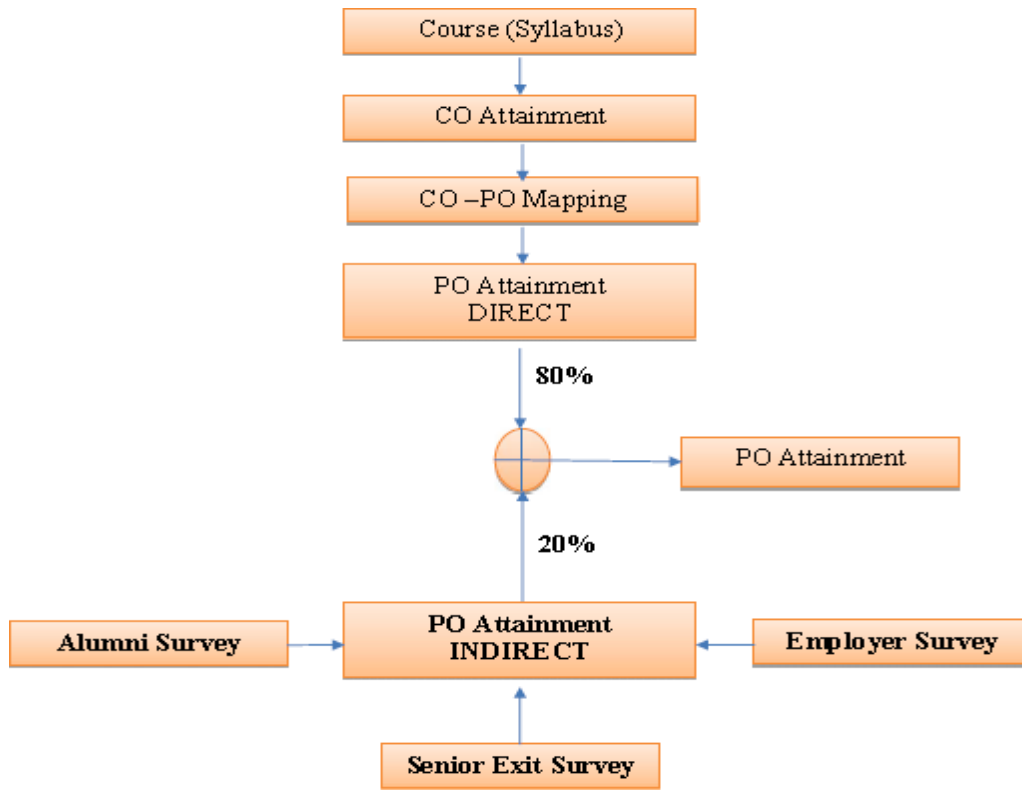 Course (Syllabus)
CO Attainment
CO –PO Mapping
PO Attainment
DIRECT
80%
PO Attainment
20%
PO Attainment
INDIRECT
Alumni Survey
Employer Survey
Senior Exit Survey